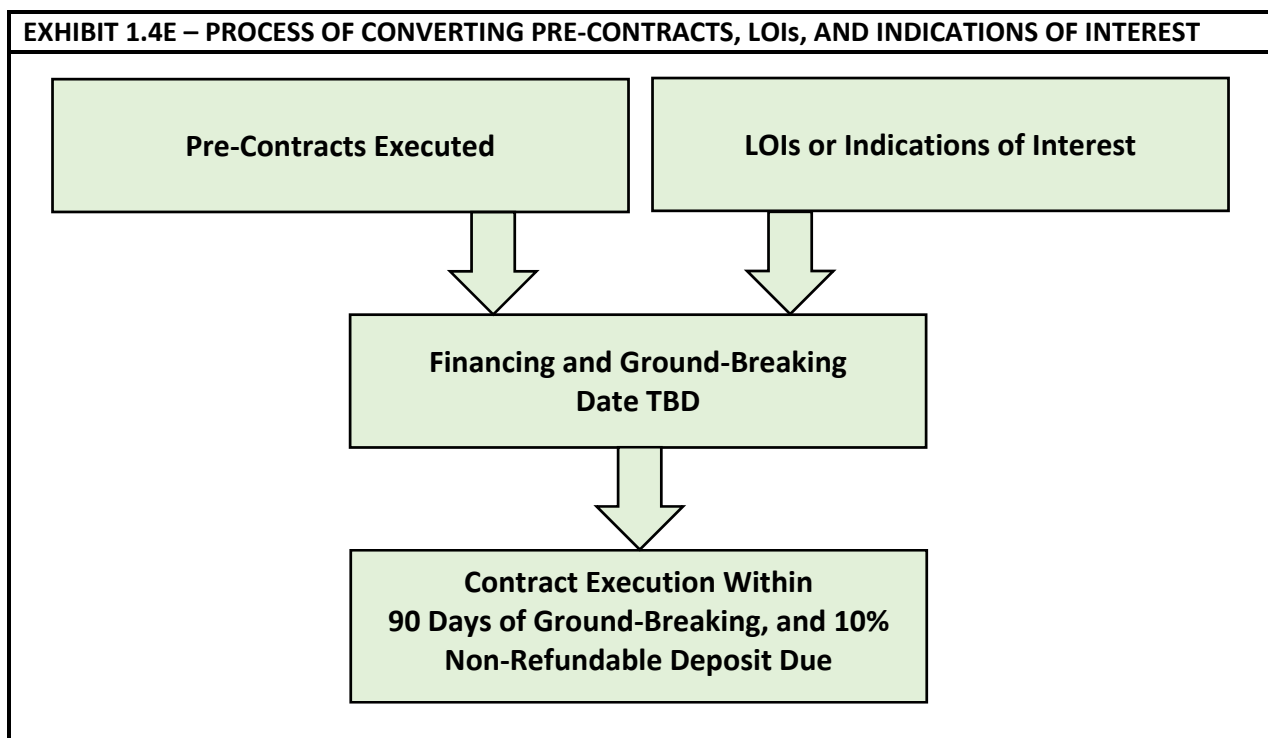 EXHIBIT 1.4E – PROCESS OF CONVERTING PRE-CONTRACTS, LOIs, AND INDICATIONS OF INTEREST
Pre-Contracts Executed
LOIs or Indications of Interest
Financing and Ground-Breaking
Date TBD
Contract Execution Within
90 Days of Ground-Breaking, and 10%
Non-Refundable Deposit Due